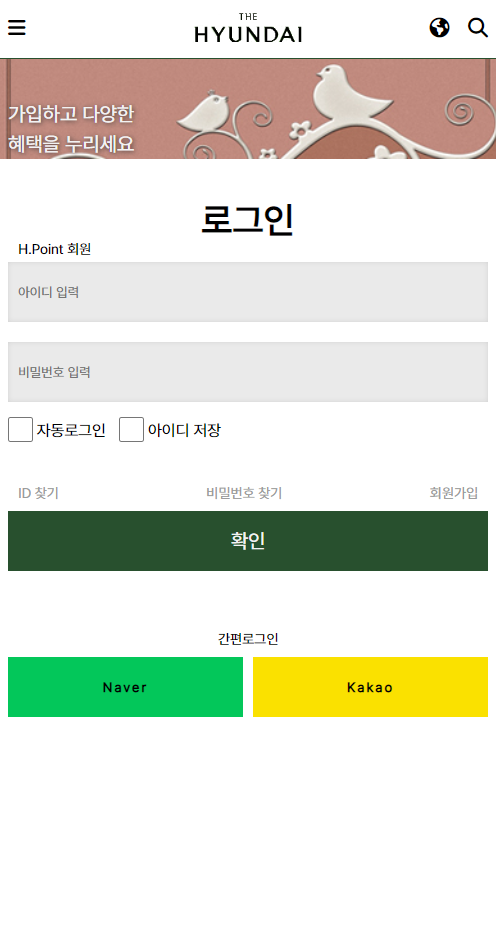 THE
HYUNDAI
가입하고 다양한
혜택을 누리세요
로그인
H.Point 회원
아이디 입력
비밀번호 입력
자동로그인 아이디 저장
ID 찾기 비밀번호 찾기 회원가입
확인
간편로그인
Naver Kakao